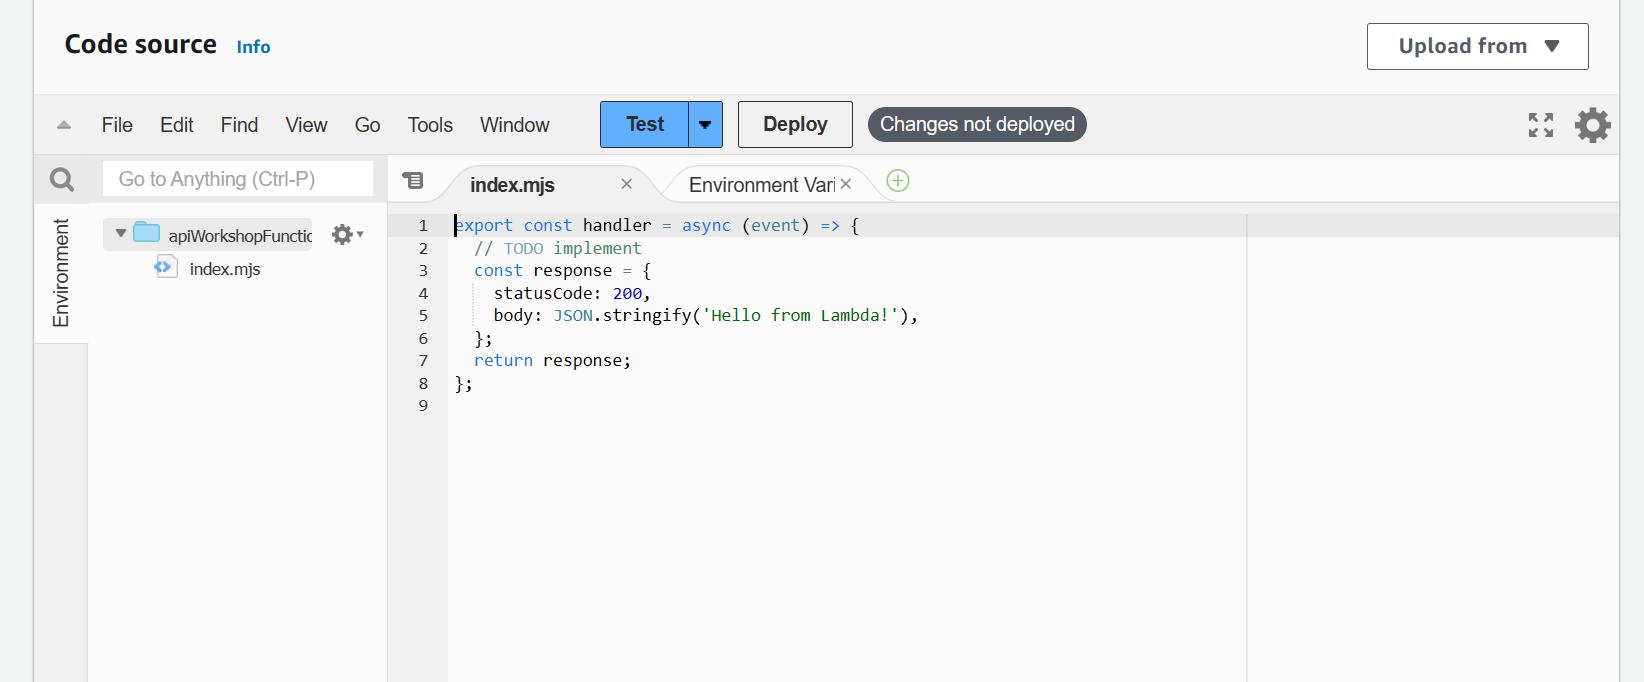 Code source Info
Upload from
File Edit Find View Go Tools Window Test Deploy Changes not deployed
Go to Anything (Ctrl-P)
index.mjs
Environment Vari
Environment
apiWorkshopFunctio
index.mjs
1 export const handler = async (event) => {
2 // TODO implement
3 const response = {
4 statusCode: 200,
5 body: JSON.stringify('Hello from Lambda!'),
6 };
7 return response;
8 };
9